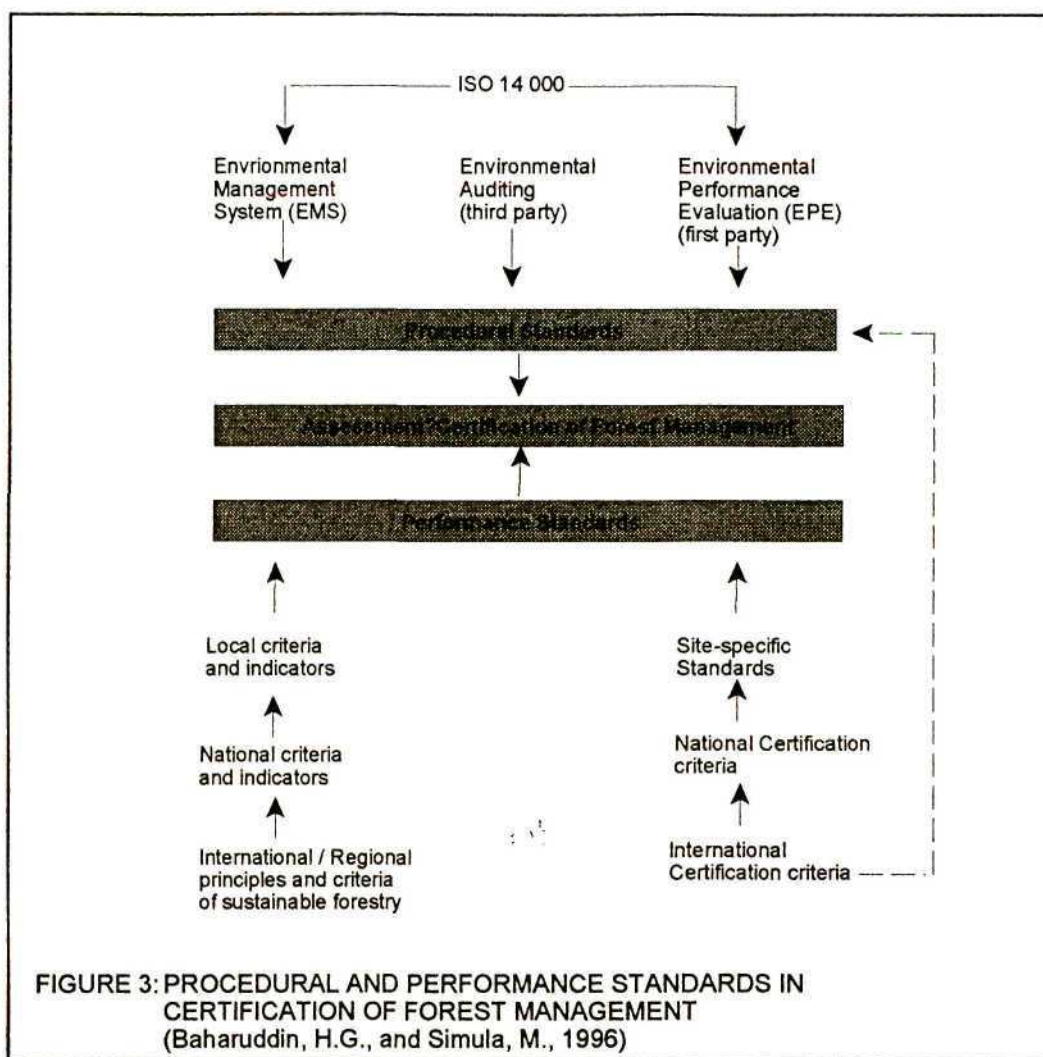 ISO 14 000
Envrionmental
Management
System (EMS)
Environmental
Auditing
(third party)
Environmental
Performance
Evaluation (EPE)
(first party)
Procedural Standards
Assessment?Certification of Forest Management
Performance Standards
Local criteria
and indicators
Site-specific
Standards
National criteria
and indicators
National Certification
criteria
International / Regional
principles and criteria
of sustainable forestry
International
Certification criteria
FIGURE 3: PROCEDURAL AND PERFORMANCE STANDARDS IN
CERTIFICATION OF FOREST MANAGEMENT
(Baharuddin, H.G., and Simula, M., 1996)